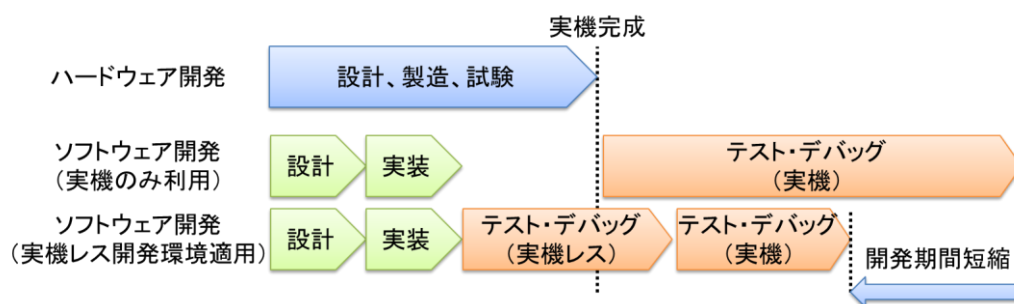 実機完成
ハードウェア開発
設計、製造、試験
ソフトウェア開発
(実機のみ利用)
設計
実装
テスト・デバッグ
(実機)
ソフトウェア開発
(実機レス開発環境適用)
設計
実装
テスト・デバッグ
(実機レス)
テスト・デバッグ
(実機)
開発期間短縮